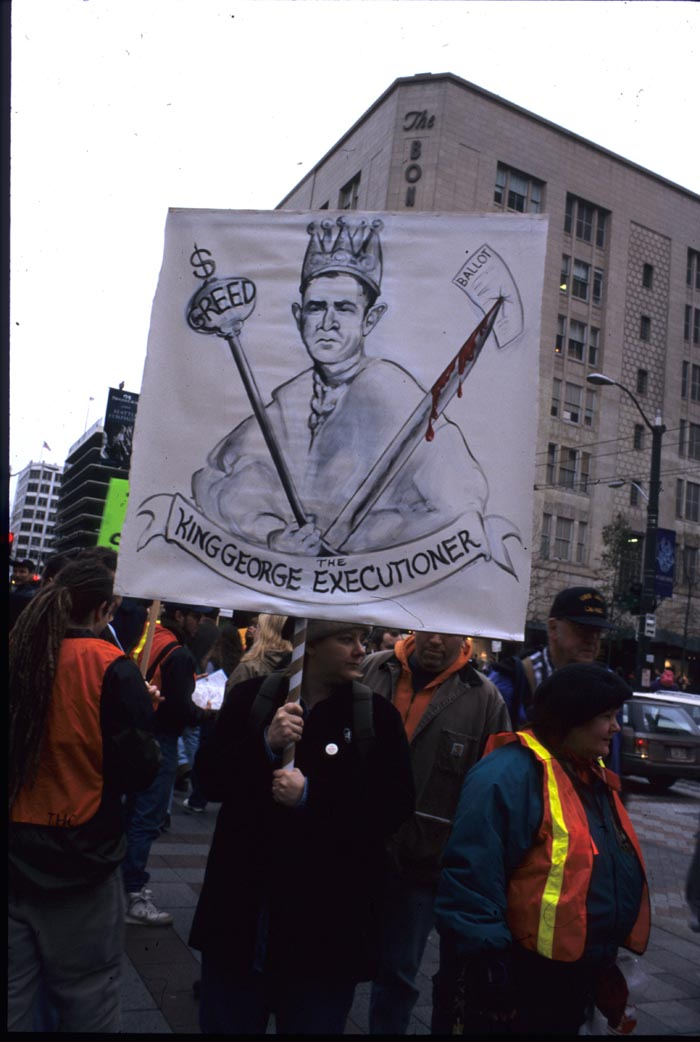 The
BON
$
GREED
BALLOT
KING GEORGE
THE
EXECUTIONER